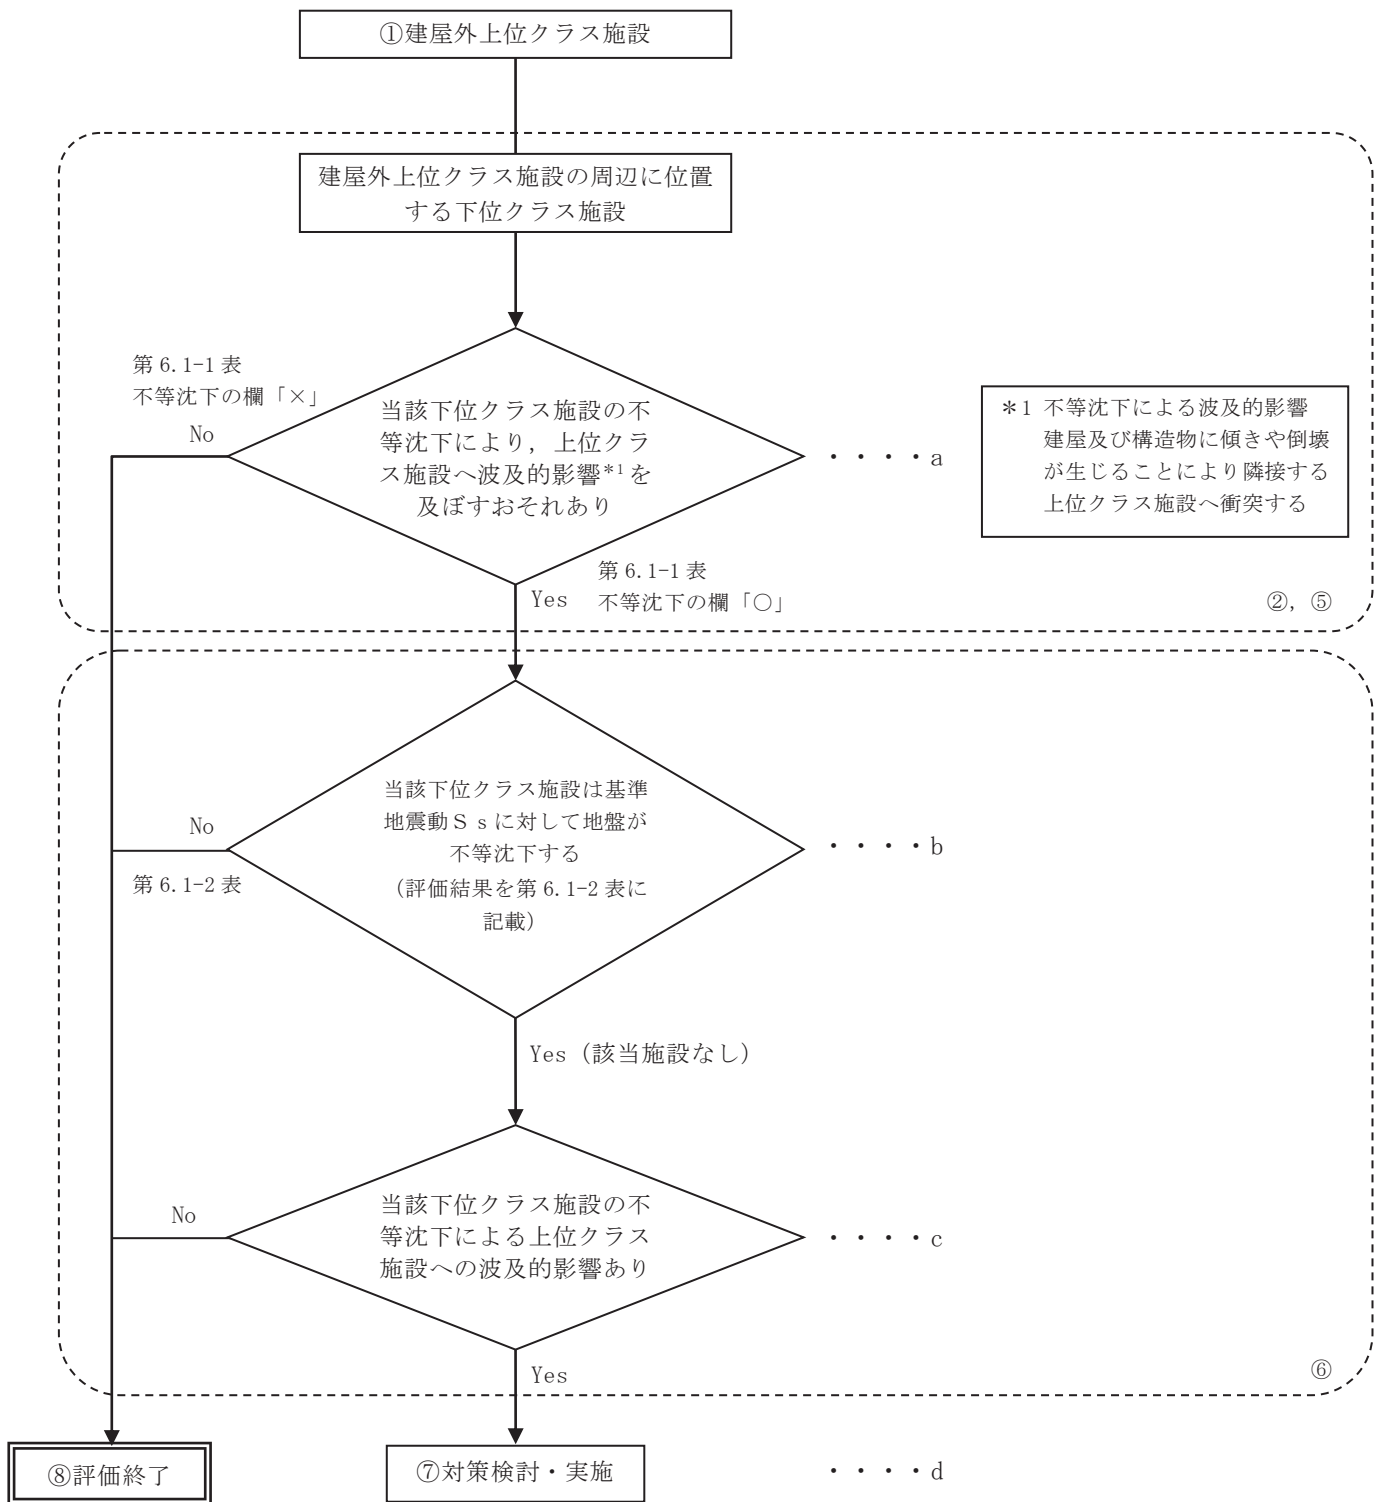 ①建屋外上位クラス施設
建屋外上位クラス施設の周辺に位置
する下位クラス施設
第 6.1-1 表
不等沈下の欄「×」
No
当該下位クラス施設の不
等沈下により，上位クラ
ス施設へ波及的影響*1 を
及ぼすおそれあり
・・・・a
＊1 不等沈下による波及的影響
建屋及び構造物に傾きや倒壊
が生じることにより隣接する
上位クラス施設へ衝突する
Yes
第 6.1-1 表
不等沈下の欄「○」
②，⑤
当該下位クラス施設は基準
地震動Ｓｓに対して地盤が
不等沈下する
（評価結果を第 6.1-2 表に
記載）
No
第 6.1-2 表
・・・・b
Yes（該当施設なし）
当該下位クラス施設の不
等沈下による上位クラス
施設への波及的影響あり
No
・・・・c
Yes
⑥
⑧評価終了
⑦対策検討・実施
・・・・d